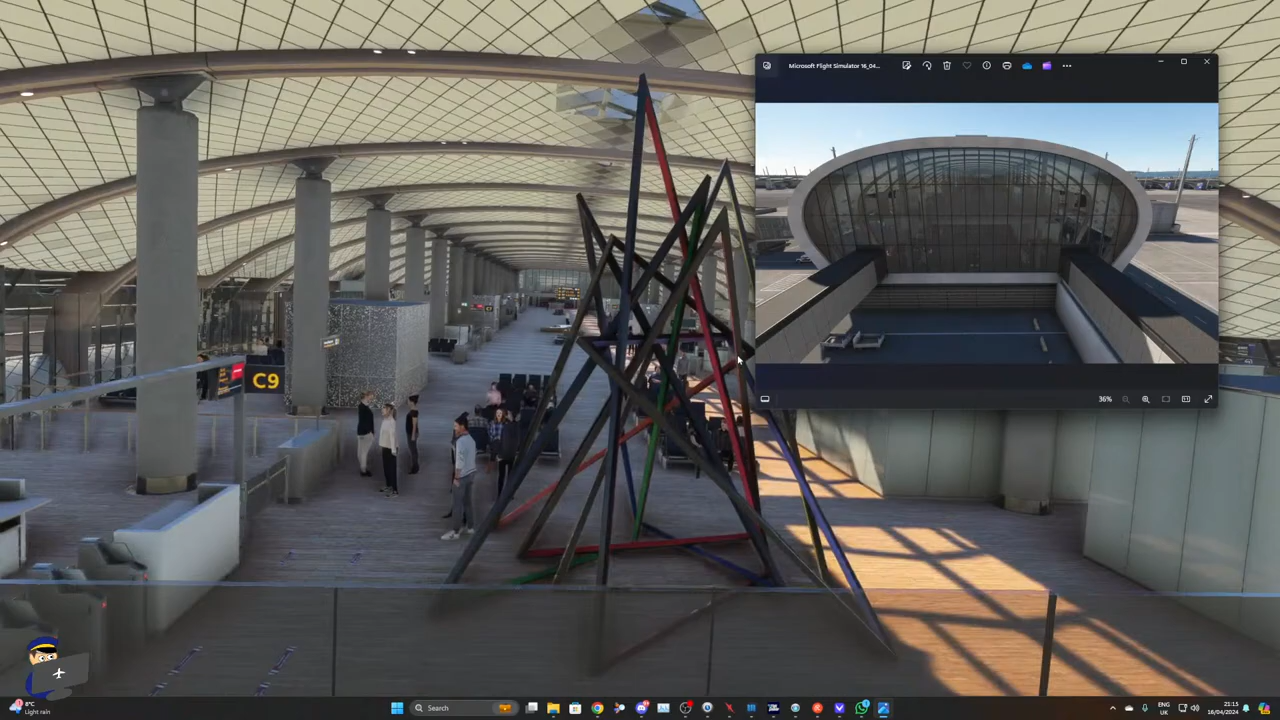 Microsoft Flight Simulator 16_04...
C9
36%
8°C
Light rain
Search
ENG
UK
21:15
16/04/2024